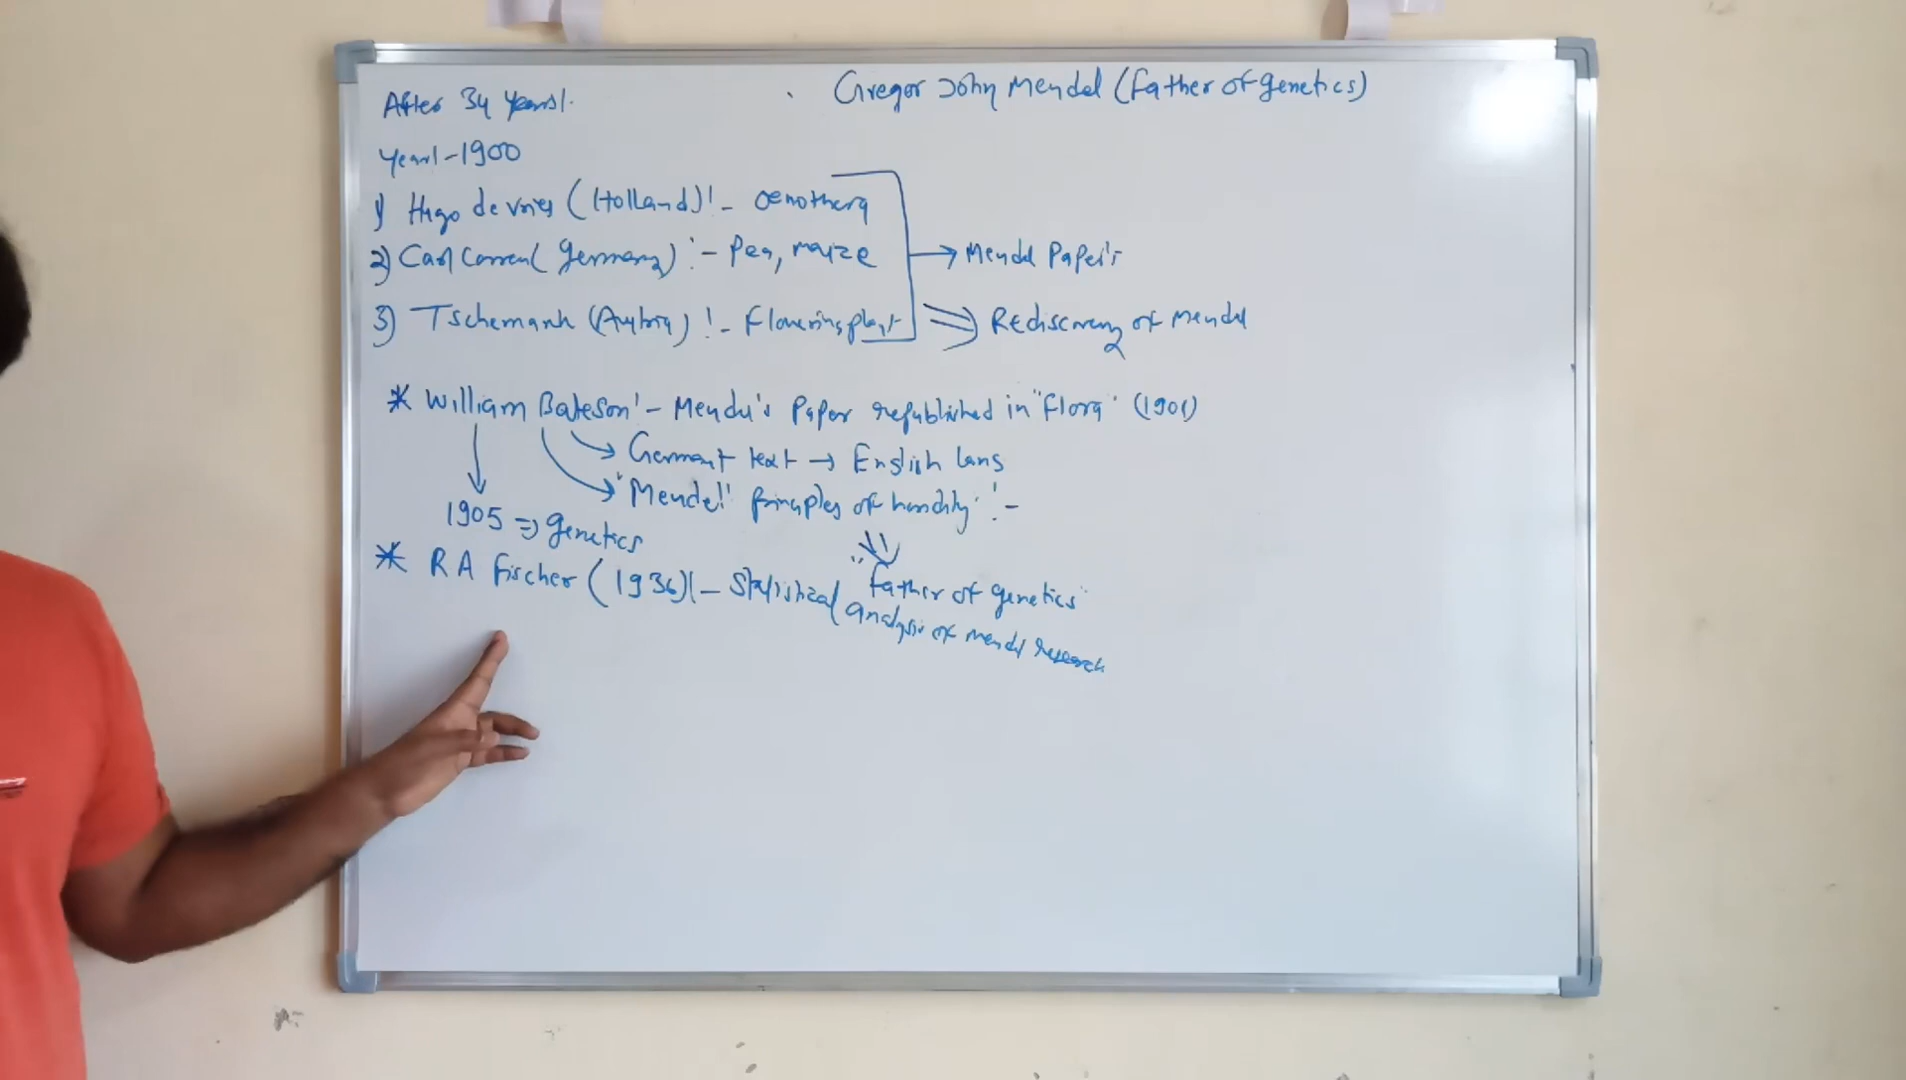 Gregor John Mendel (Father of genetics)
After 34 years!-
Year!-1900
1) Hugo de vries (Holland)!- Oenothera
2) Carl Corren (Germany) :- Pea, maize
→ Mendel Paper's
3) Tschemank (Austria) !- Flowering plant
⇒ REdiscovery of Mendel
* William Bateson!- Mendel's Paper republished in "Flora" (1901)
→ German text → English lang
→ "Mendel!' Principles of heredity" :-
1905 ⇒ genetics
"Father of genetics"
* RA Fischer (1936)!- Statistical analysis of mendel research